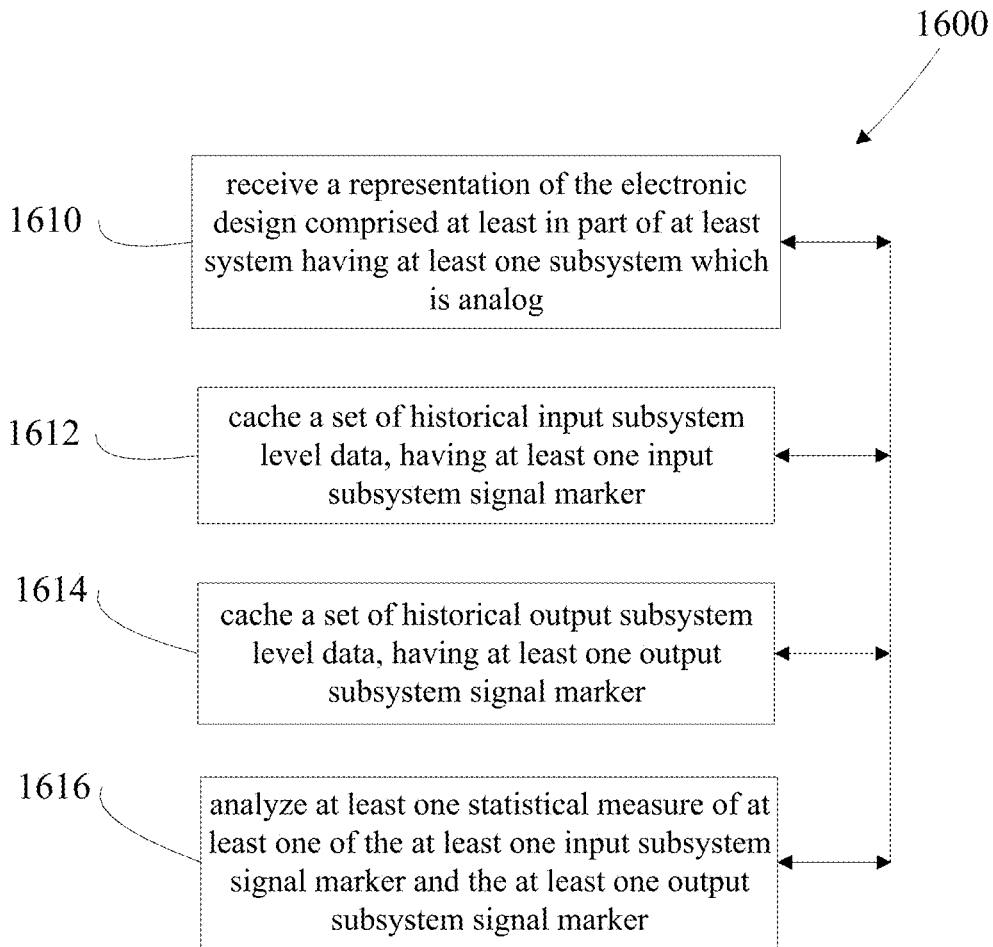 1600
1610
receive a representation of the electronic
design comprised at least in part of at least
system having at least one subsystem which
is analog
1612
cache a set of historical input subsystem
level data, having at least one input
subsystem signal marker
1614
cache a set of historical output subsystem
level data, having at least one output
subsystem signal marker
1616
analyze at least one statistical measure of at
least one of the at least one input subsystem
signal marker and the at least one output
subsystem signal marker